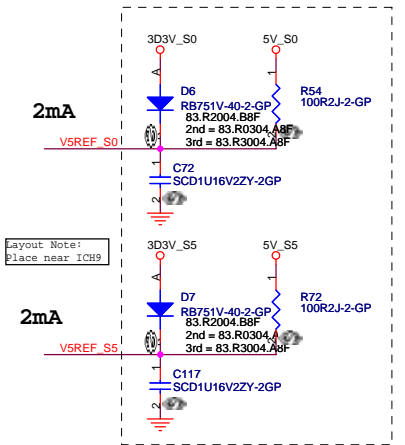 3D3V_S0 5V_S0
A 1
D6 R54
RB751V-40-2-GP 100R2J-2-GP
83.R2004.B8F
2mA
2nd = 83.R0304.A8F
V5REF_S0
3rd = 83.R3004.A8F
1 C72
SCD1U16V2ZY-2GP
2
Layout Note:
Place near ICH9
3D3V_S5 5V_S5
A 1
D7 R72
RB751V-40-2-GP 100R2J-2-GP
83.R2004.B8F
2mA
2nd = 83.R0304.A
V5REF_S5
3rd = 83.R3004.A8F
1 C117
SCD1U16V2ZY-2GP
2